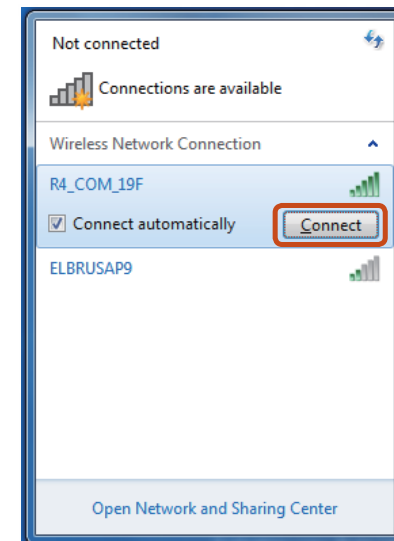 Not connected
Connections are available
Wireless Network Connection
R4_COM_19F
Connect automatically Connect
ELBRUSAP9
Open Network and Sharing Center